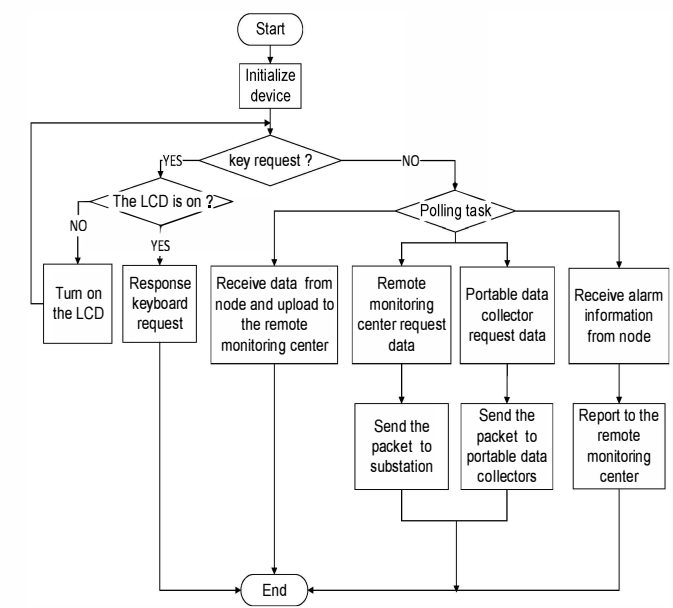 Start
Initialize
device
key request ?
YES
NO
The LCD is on ?
Polling task
NO
YES
Turn on
the LCD
Response
keyboard
request
Receive data from
node and upload to
the remote
monitoring center
Remote
monitoring
center request
data
Portable data
collector
request data
Receive alarm
information
from node
Send the
packet to
substation
Send the
packet to
portable data
collectors
Report to the
remote
monitoring
center
End